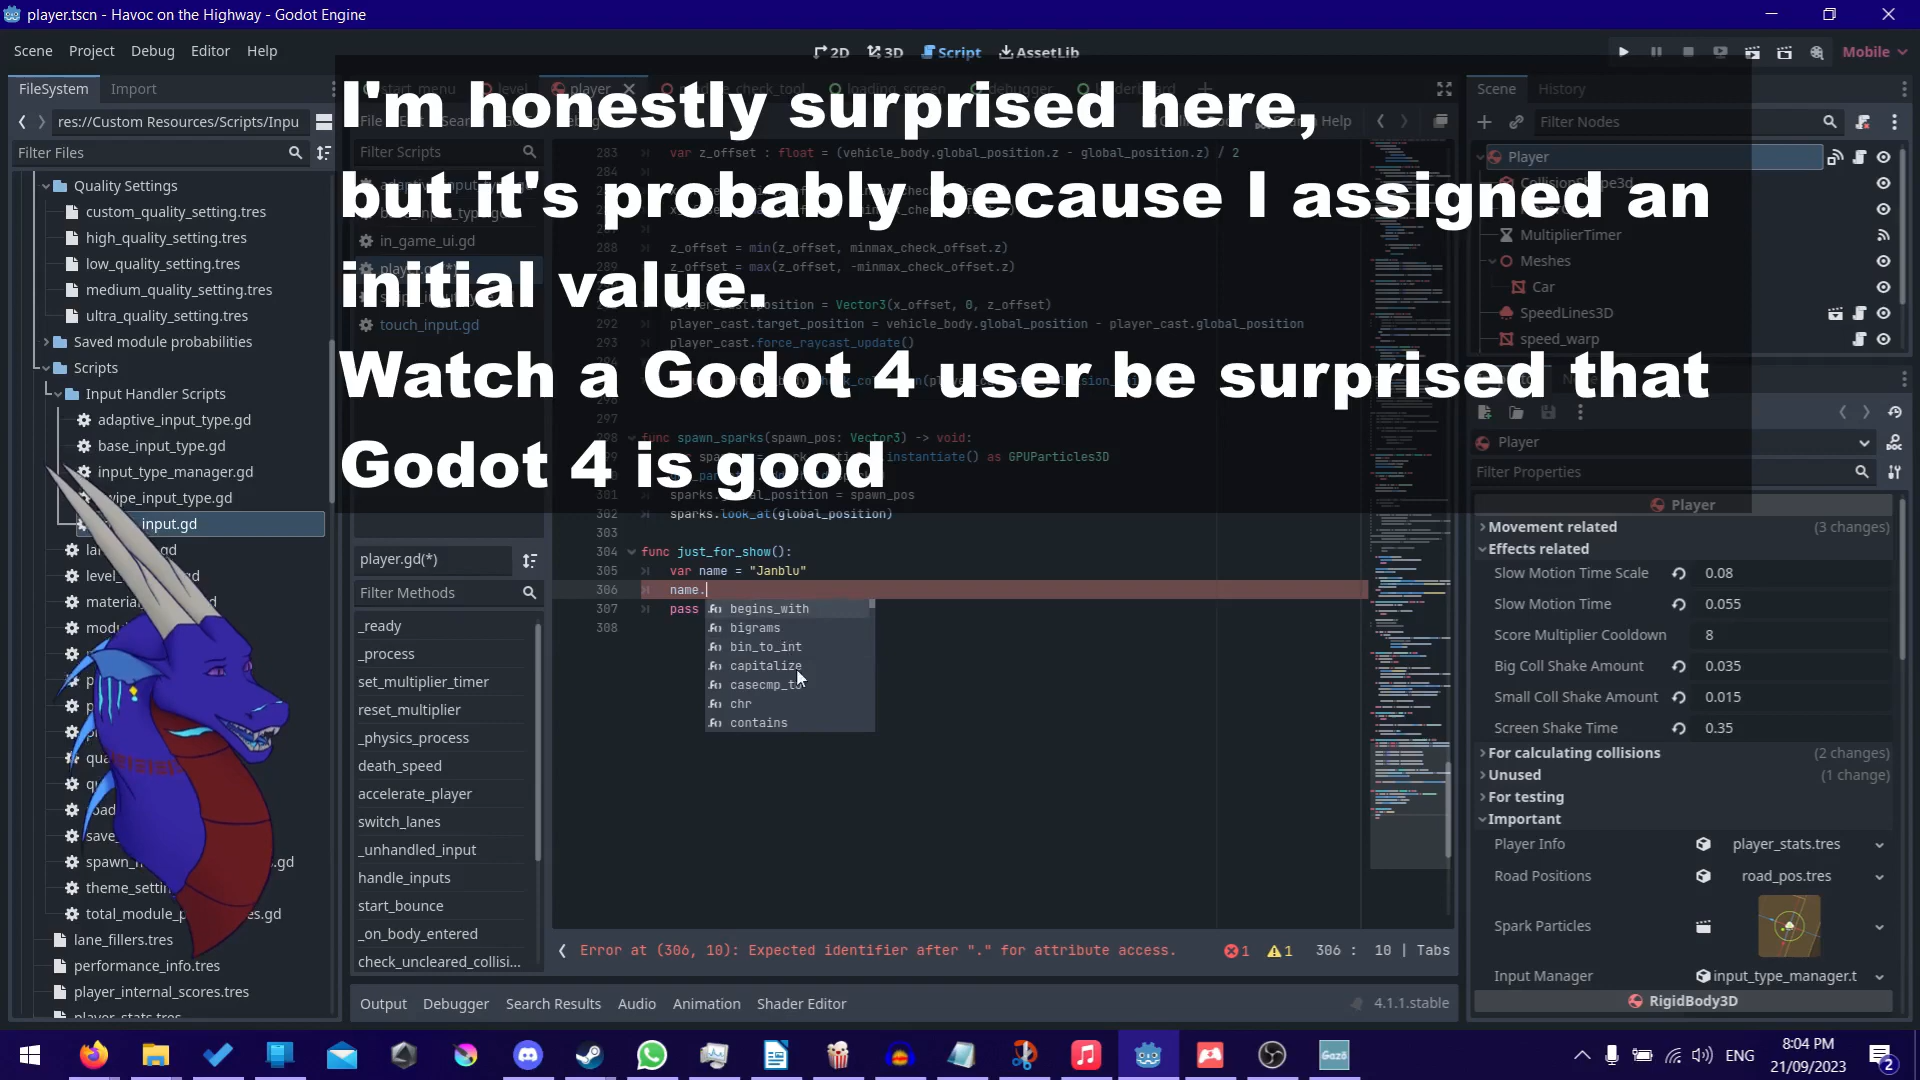 player.tscn - Havoc on the Highway - Godot Engine
Scene Project Debug Editor Help
2D 3D Script AssetLib
Mobile
I'm honestly surprised here,
but it's probably because I assigned an
initial value.
Watch a Godot 4 user be surprised that
Godot 4 is good
FileSystem Import
res://Custom Resources/Scripts/Inpu
Filter Files
Quality Settings
custom_quality_setting.tres
high_quality_setting.tres
low_quality_setting.tres
medium_quality_setting.tres
ultra_quality_setting.tres
Saved module probabilities
Scripts
Input Handler Scripts
adaptive_input_type.gd
base_input_type.gd
input_type_manager.gd
input.gd
lane_fillers.tres
performance_info.tres
player_internal_scores.tres
player_stats.tres
Filter Scripts
in_game_ui.gd
touch_input.gd
player.gd(*)
Filter Methods
_ready
_process
set_multiplier_timer
reset_multiplier
_physics_process
death_speed
accelerate_player
switch_lanes
_unhandled_input
handle_inputs
start_bounce
_on_body_entered
check_uncleared_collisi...
283 var z_offset : float = (vehicle_body.global_position.z - global_position.z) / 2
284
288 z_offset = min(z_offset, minmax_check_offset.z)
z_offset = max(z_offset, -minmax_check_offset.z)
position = Vector3(x_offset, 0, z_offset)
292 player_cast.target_position = vehicle_body.global_position - player_cast.global_position
293 player_cast.force_raycast_update()
297
298 func spawn_sparks(spawn_pos: Vector3) -> void:
instantiate() as GPUParticles3D
301 sparks.global_position = spawn_pos
302 sparks.look_at(global_position)
303
304 func just_for_show():
305 var name = "Janblu"
306 name.
307 pass
308
begins_with
bigrams
bin_to_int
capitalize
casecmp_to
chr
contains
Error at (306, 10): Expected identifier after "." for attribute access.
1 1 306 : 10 | Tabs
Output Debugger Search Results Audio Animation Shader Editor
4.1.1.stable
Scene History
Filter Nodes
Player
CollisionShape3d
MultiplierTimer
Meshes
Car
SpeedLines3D
speed_warp
Player
Filter Properties
Player
Movement related (3 changes)
Effects related
Slow Motion Time Scale 0.08
Slow Motion Time 0.055
Score Multiplier Cooldown 8
Big Coll Shake Amount 0.035
Small Coll Shake Amount 0.015
Screen Shake Time 0.35
For calculating collisions (2 changes)
Unused (1 change)
For testing
Important
Player Info player_stats.tres
Road Positions road_pos.tres
Spark Particles
Input Manager input_type_manager.t
RigidBody3D
ENG
8:04 PM
21/09/2023
2